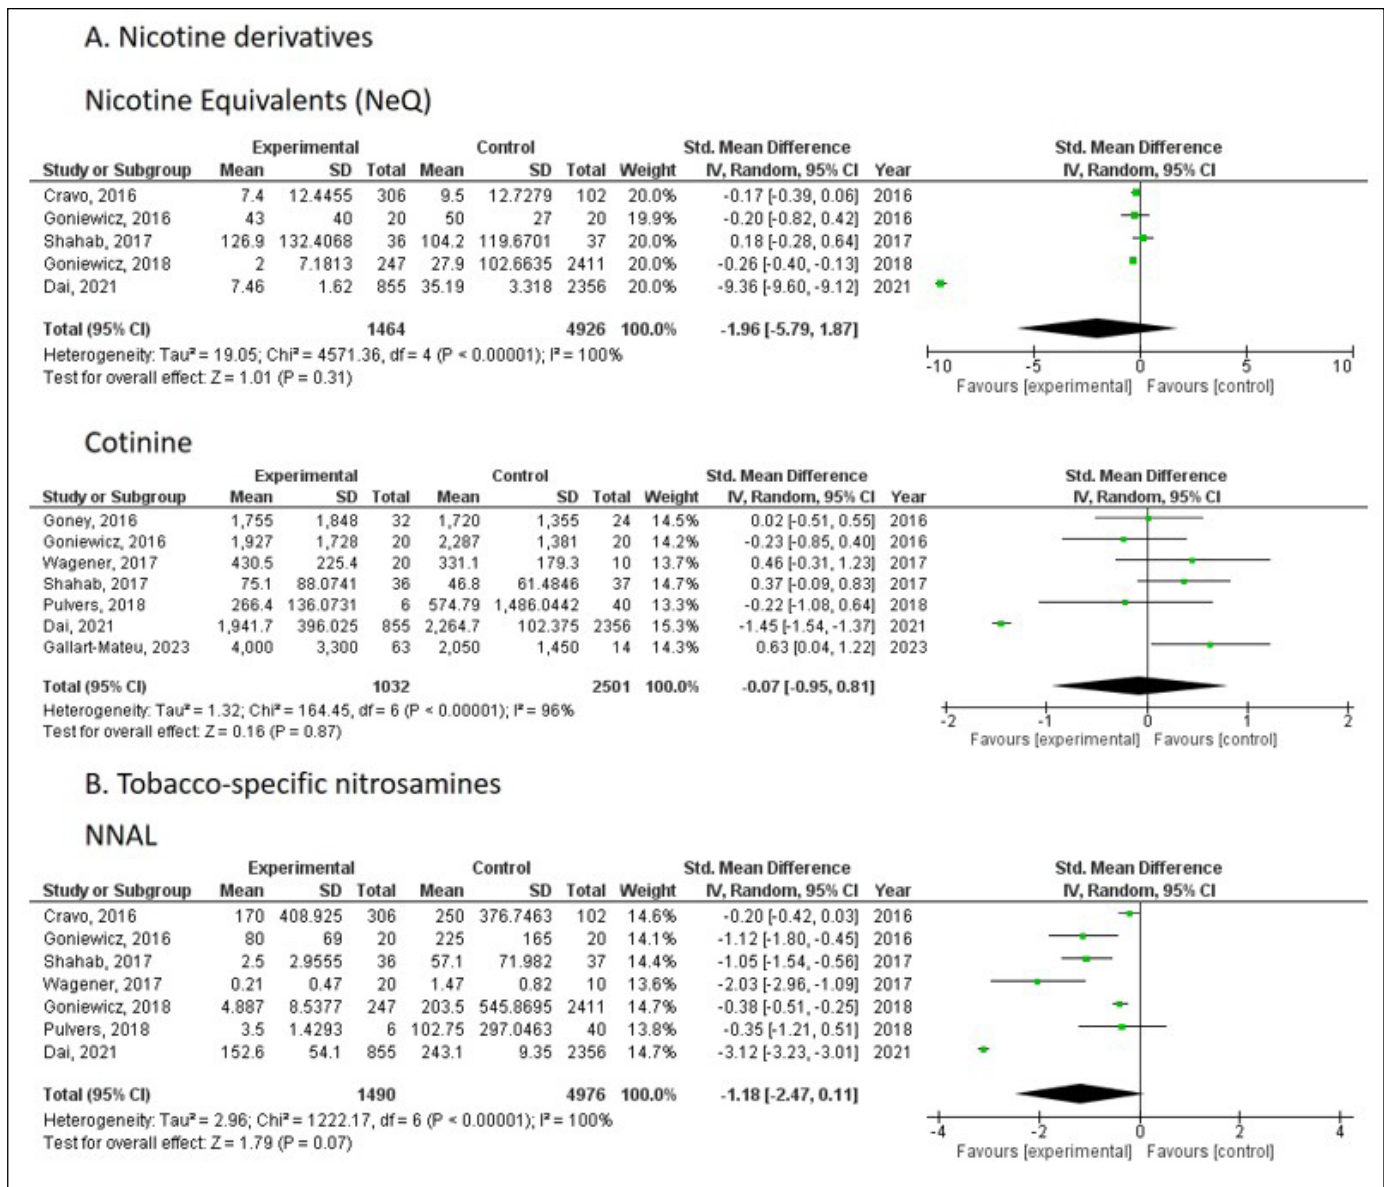 A. Nicotine derivatives
Nicotine Equivalents (NeQ)
Experimental Control Std. Mean Difference Std. Mean Difference
Study or Subgroup Mean SD Total Mean SD Total Weight IV, Random, 95% CI Year IV, Random, 95% CI
Cravo, 2016 7.4 12.4455 306 9.5 12.7279 102 20.0% -0.17 [-0.39, 0.06] 2016
Goniewicz, 2016 43 40 20 50 27 20 19.9% -0.20 [-0.82, 0.42] 2016
Shahab, 2017 126.9 132.4068 36 104.2 119.6701 37 20.0% 0.18 [-0.28, 0.64] 2017
Goniewicz, 2018 2 7.1813 247 27.9 102.6635 2411 20.0% -0.26 [-0.40, -0.13] 2018
Dai, 2021 7.46 1.62 855 35.19 3.318 2356 20.0% -9.36 [-9.60, -9.12] 2021
Total (95% CI) 1464 4926 100.0% -1.96 [-5.79, 1.87]
Heterogeneity: Tau² = 19.05; Chi² = 4571.36, df = 4 (P < 0.00001); I² = 100%
Test for overall effect: Z = 1.01 (P = 0.31)
-10 -5 0 5 10
Favours [experimental] Favours [control]
Cotinine
Experimental Control Std. Mean Difference Std. Mean Difference
Study or Subgroup Mean SD Total Mean SD Total Weight IV, Random, 95% CI Year IV, Random, 95% CI
Goney, 2016 1,755 1,848 32 1,720 1,355 24 14.5% 0.02 [-0.51, 0.55] 2016
Goniewicz, 2016 1,927 1,728 20 2,287 1,381 20 14.2% -0.23 [-0.85, 0.40] 2016
Wagener, 2017 430.5 225.4 20 331.1 179.3 10 13.7% 0.46 [-0.31, 1.23] 2017
Shahab, 2017 75.1 88.0741 36 46.8 61.4846 37 14.7% 0.37 [-0.09, 0.83] 2017
Pulvers, 2018 266.4 136.0731 6 574.79 1,486.0442 40 13.3% -0.22 [-1.08, 0.64] 2018
Dai, 2021 1,941.7 396.025 855 2,264.7 102.375 2356 15.3% -1.45 [-1.54, -1.37] 2021
Gallart-Mateu, 2023 4,000 3,300 63 2,050 1,450 14 14.3% 0.63 [0.04, 1.22] 2023
Total (95% CI) 1032 2501 100.0% -0.07 [-0.95, 0.81]
Heterogeneity: Tau² = 1.32; Chi² = 164.45, df = 6 (P < 0.00001); I² = 96%
Test for overall effect: Z = 0.16 (P = 0.87)
-2 -1 0 1 2
Favours [experimental] Favours [control]
B. Tobacco-specific nitrosamines
NNAL
Experimental Control Std. Mean Difference Std. Mean Difference
Study or Subgroup Mean SD Total Mean SD Total Weight IV, Random, 95% CI Year IV, Random, 95% CI
Cravo, 2016 170 408.925 306 250 376.7463 102 14.6% -0.20 [-0.42, 0.03] 2016
Goniewicz, 2016 80 69 20 225 165 20 14.1% -1.12 [-1.80, -0.45] 2016
Shahab, 2017 2.5 2.9555 36 57.1 71.982 37 14.4% -1.05 [-1.54, -0.56] 2017
Wagener, 2017 0.21 0.47 20 1.47 0.82 10 13.6% -2.03 [-2.96, -1.09] 2017
Goniewicz, 2018 4.887 8.5377 247 203.5 545.8695 2411 14.7% -0.38 [-0.51, -0.25] 2018
Pulvers, 2018 3.5 1.4293 6 102.75 297.0463 40 13.8% -0.35 [-1.21, 0.51] 2018
Dai, 2021 152.6 54.1 855 243.1 9.35 2356 14.7% -3.12 [-3.23, -3.01] 2021
Total (95% CI) 1490 4976 100.0% -1.18 [-2.47, 0.11]
Heterogeneity: Tau² = 2.96; Chi² = 1222.17, df = 6 (P < 0.00001); I² = 100%
Test for overall effect: Z = 1.79 (P = 0.07)
-4 -2 0 2 4
Favours [experimental] Favours [control]